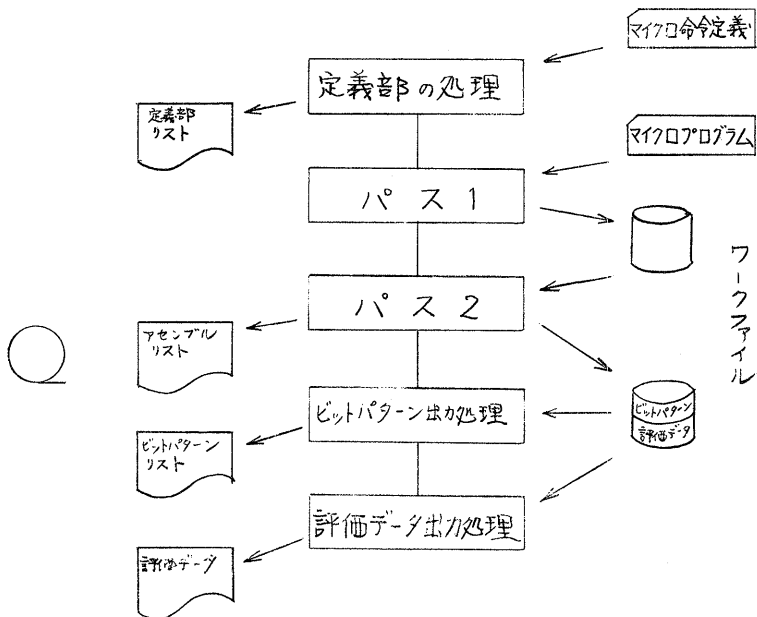 マイクロ命令定義
定義部の処理
定義部
リスト
マイクロプログラム
パス1
パス2
ワークファイル
アセンブル
リスト
ビットパターン出力処理
ビットパターン
評価データ
ビットパターン
リスト
評価データ出力処理
評価データ